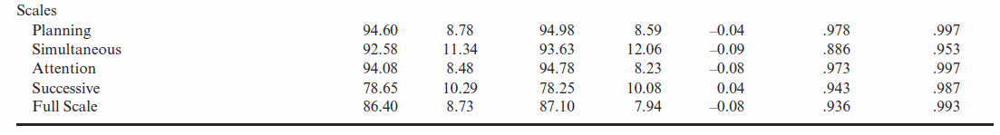 Scales
Planning 94.60 8.78 94.98 8.59 –0.04 .978 .997
Simultaneous 92.58 11.34 93.63 12.06 –0.09 .886 .953
Attention 94.08 8.48 94.78 8.23 –0.08 .973 .997
Successive 78.65 10.29 78.25 10.08 0.04 .943 .987
Full Scale 86.40 8.73 87.10 7.94 –0.08 .936 .993